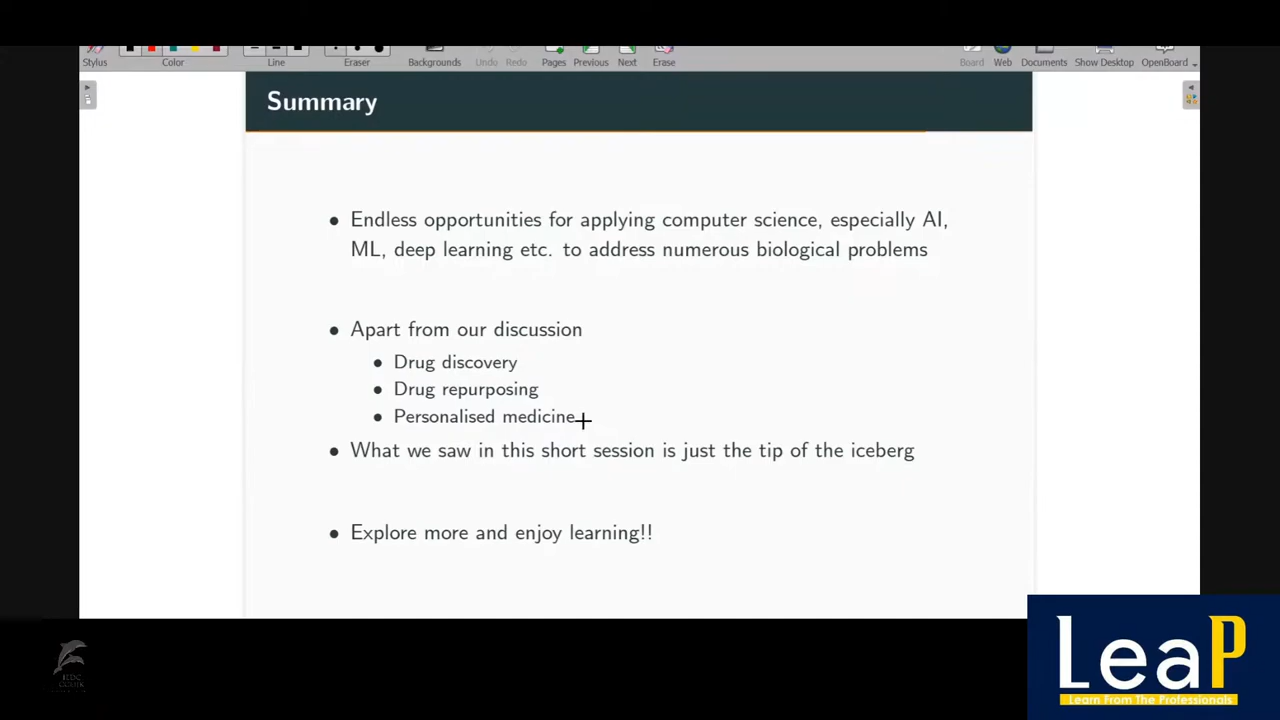 Stylus Color Line Eraser Backgrounds Undo Redo Pages Previous Next Erase Board Web Documents Show Desktop OpenBoard
Summary
• Endless opportunities for applying computer science, especially AI,
ML, deep learning etc. to address numerous biological problems
• Apart from our discussion
• Drug discovery
• Drug repurposing
• Personalised medicine
• What we saw in this short session is just the tip of the iceberg
• Explore more and enjoy learning!!
LeaP
Learn From The Professionals